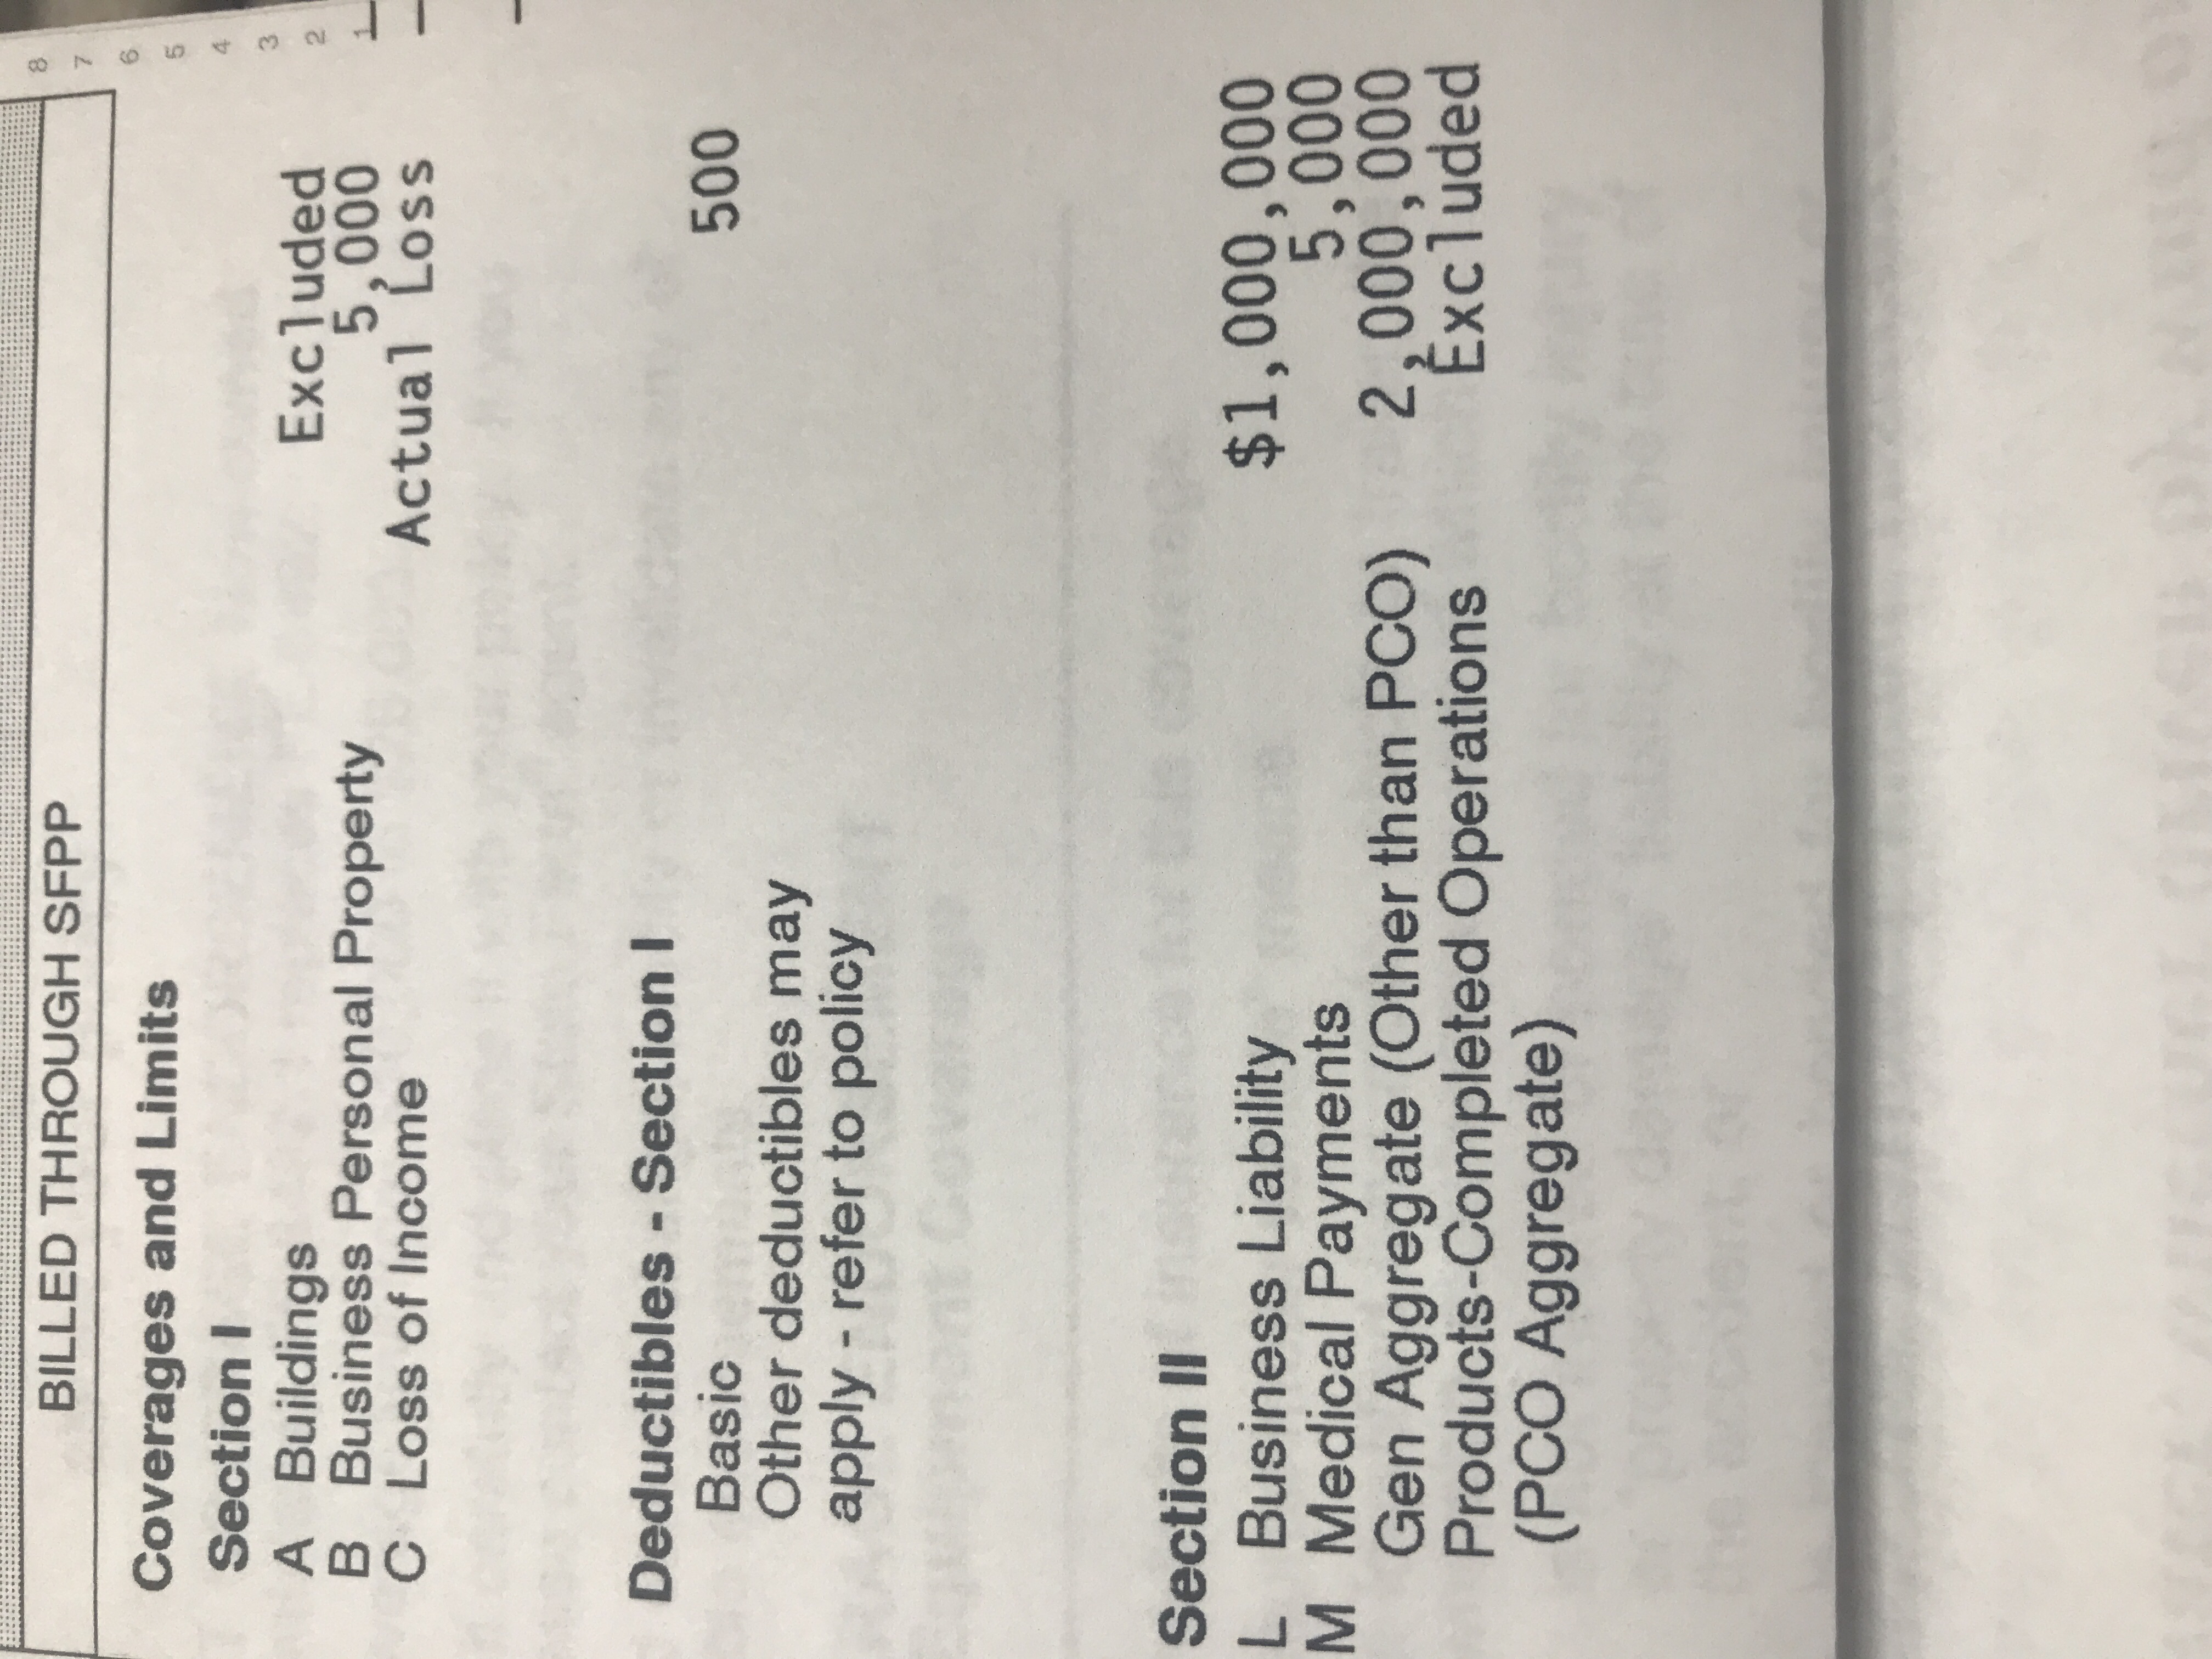 BILLED THROUGH SFPP
Coverages and Limits
Section I
A Buildings Excluded
B Business Personal Property 5,000
C Loss of Income Actual Loss
Deductibles - Section I
Basic 500
Other deductibles may
apply - refer to policy
Section II
L Business Liability $1,000,000
M Medical Payments 5,000
Gen Aggregate (Other than PCO) 2,000,000
Products-Completed Operations Excluded
(PCO Aggregate)
8
7
6
5
4
3
2
1